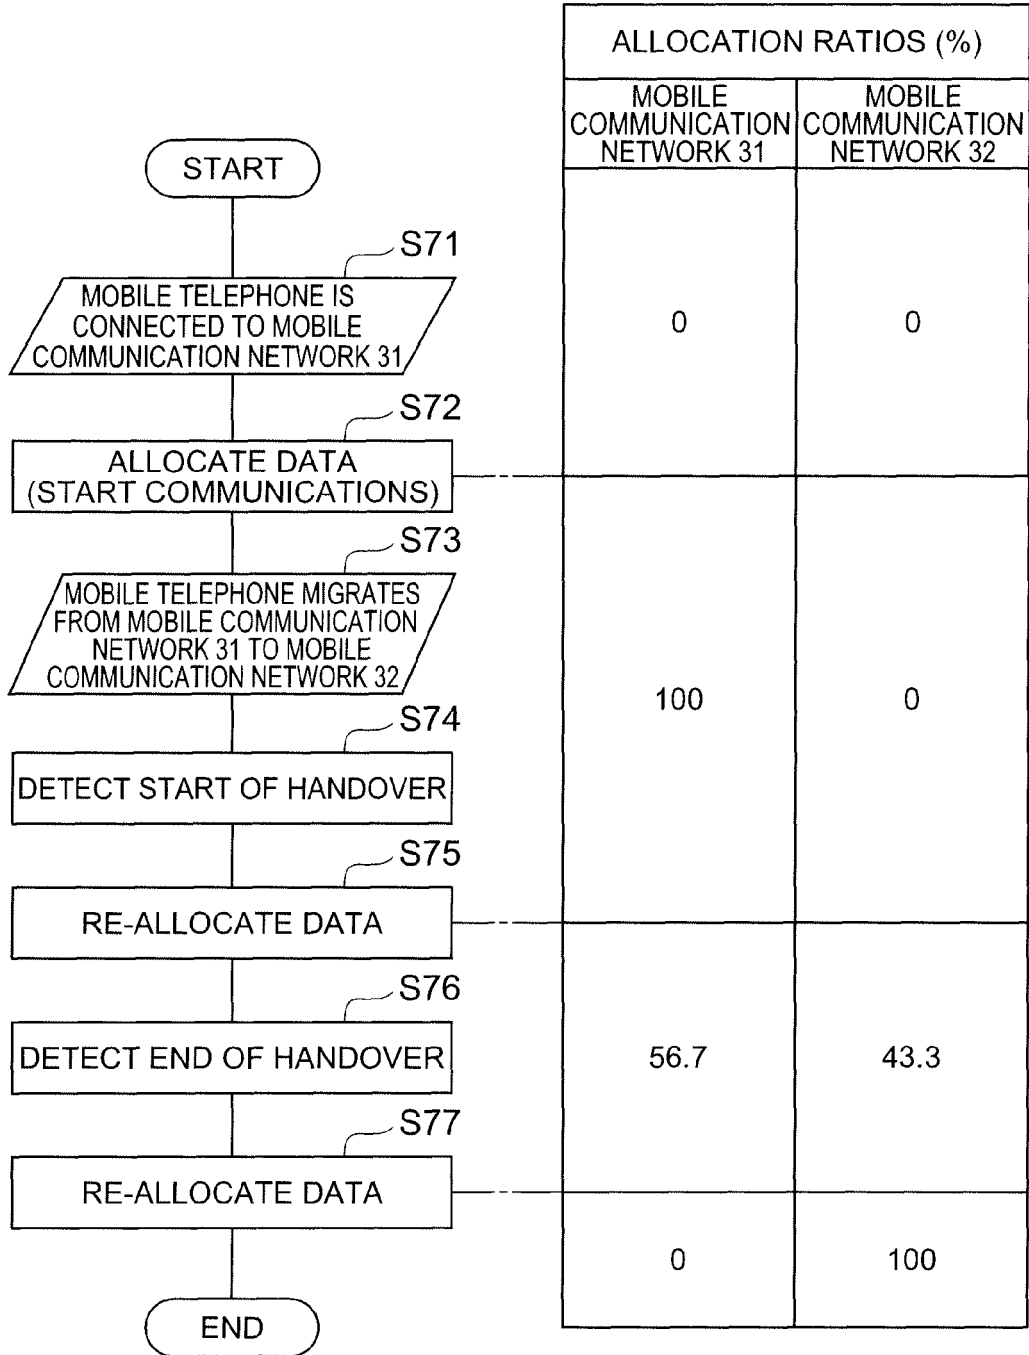 ALLOCATION RATIOS (%)
MOBILE
COMMUNICATION
NETWORK 31
MOBILE
COMMUNICATION
NETWORK 32
START
S71
MOBILE TELEPHONE IS
CONNECTED TO MOBILE
COMMUNICATION NETWORK 31
0
0
S72
ALLOCATE DATA
(START COMMUNICATIONS)
S73
MOBILE TELEPHONE MIGRATES
FROM MOBILE COMMUNICATION
NETWORK 31 TO MOBILE
COMMUNICATION NETWORK 32
100
0
S74
DETECT START OF HANDOVER
S75
RE-ALLOCATE DATA
S76
DETECT END OF HANDOVER
56.7
43.3
S77
RE-ALLOCATE DATA
0
100
END